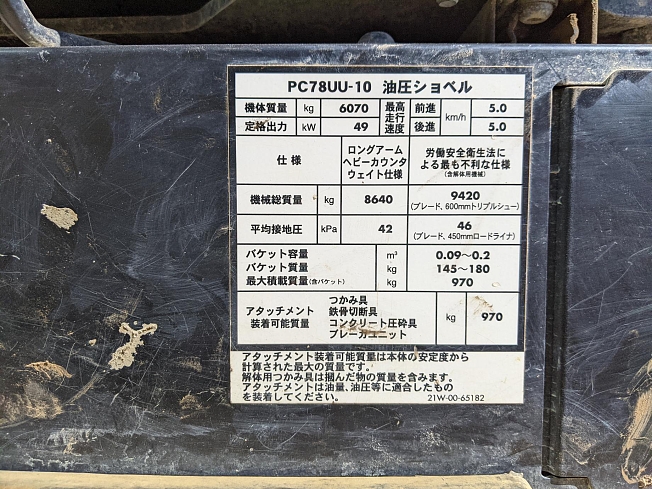 PC78UU-10 油圧ショベル
機体質量 kg 6070 最高走行速度 前進 km/h 5.0
定格出力 kW 49 後進 5.0
仕様 ロングアーム ヘビーカウンタ ウェイト仕様 労働安全衛生法に よる最も不利な仕様 (含解体用機械)
機械総質量 kg 8640 9420
(ブレード、600mmトリプルシュー)
平均接地圧 kPa 42 46
(ブレード、450mmロードライナ)
バケット容量 m³ 0.09～0.2
バケット質量 kg 145～180
最大積載質量(含バケット) kg 970
アタッチメント 装着可能質量 つかみ具 鉄骨切断具 コンクリート圧砕具 ブレーカユニット kg 970
アタッチメント装着可能質量は本体の安定度から
計算された最大の質量です。
解体用つかみ具は掴んだ物の質量を含みます。
アタッチメントは油量、油圧等に適合したもの
を装着してください。 21W-00-65182